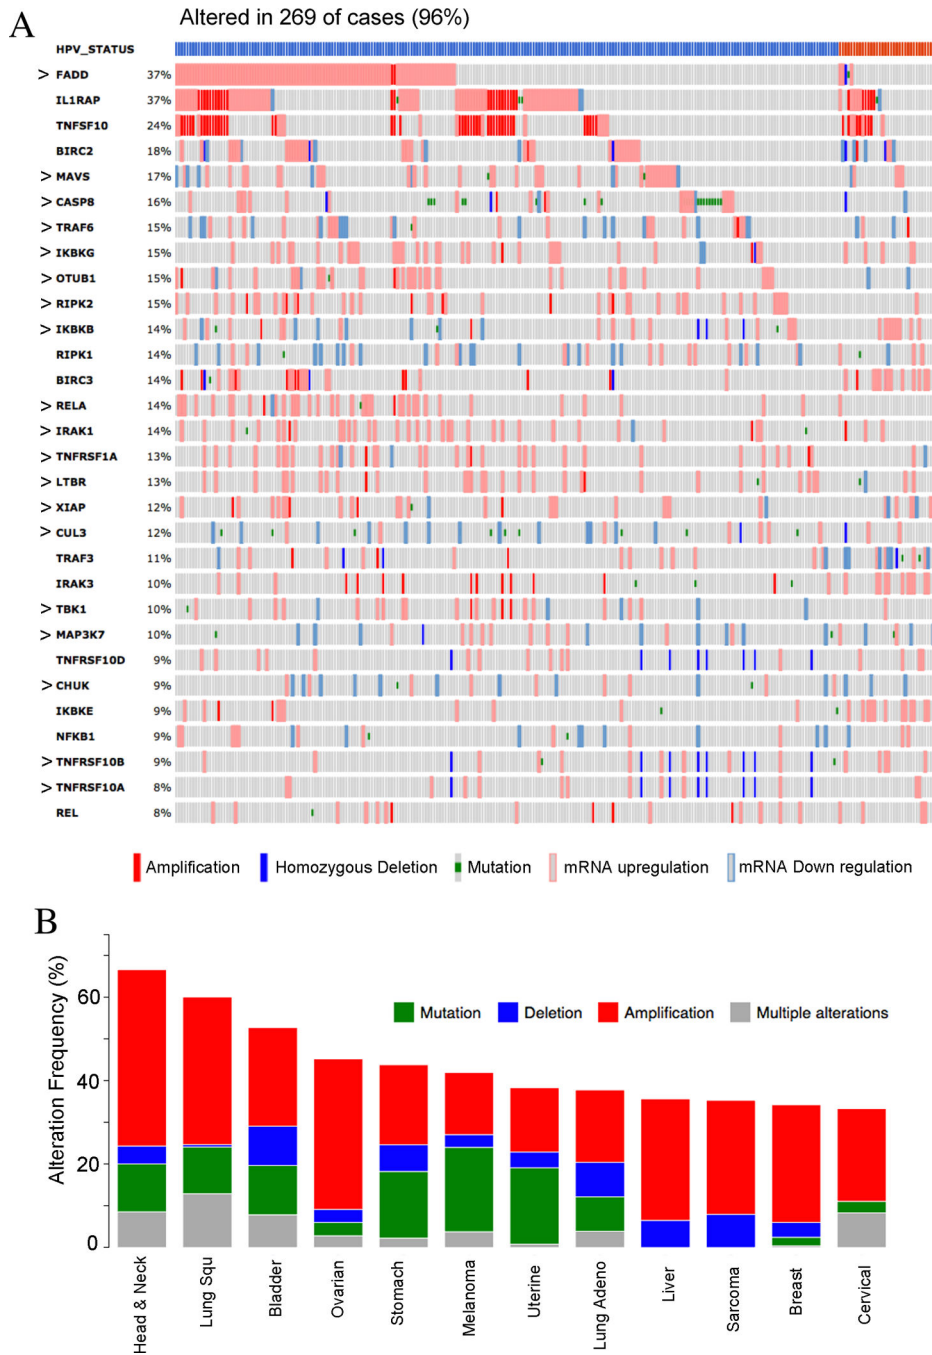 A
Altered in 269 of cases (96%)
HPV_STATUS
> FADD 37%
IL1RAP 37%
TNFSF10 24%
BIRC2 18%
> MAVS 17%
> CASP8 16%
> TRAF6 15%
> IKBKG 15%
> OTUB1 15%
> RIPK2 15%
> IKBKB 14%
RIPK1 14%
BIRC3 14%
> RELA 14%
> IRAK1 14%
> TNFRSF1A 13%
> LTBR 13%
> XIAP 12%
> CUL3 12%
TRAF3 11%
IRAK3 10%
> TBK1 10%
> MAP3K7 10%
TNFRSF10D 9%
> CHUK 9%
IKBKE 9%
NFKB1 9%
> TNFRSF10B 9%
> TNFRSF10A 8%
REL 8%
Amplification Homozygous Deletion Mutation mRNA upregulation mRNA Down regulation
B
Alteration Frequency (%)
60
40
20
0
Mutation Deletion Amplification Multiple alterations
Head & Neck
Lung Squ
Bladder
Ovarian
Stomach
Melanoma
Uterine
Lung Adeno
Liver
Sarcoma
Breast
Cervical